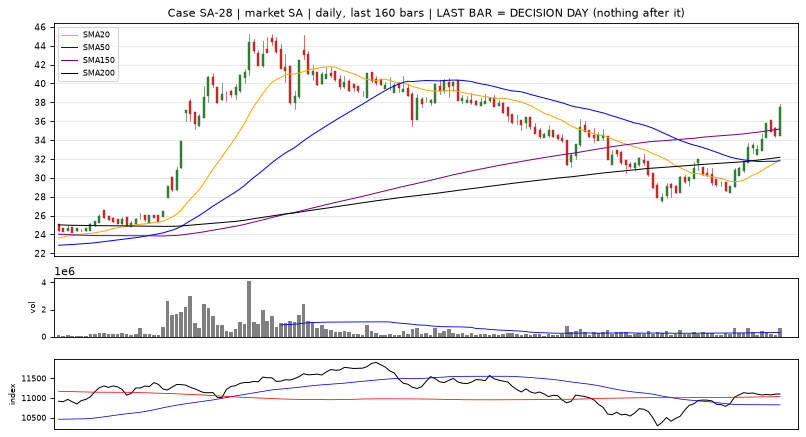 Case SA-28 | market SA | daily, last 160 bars | LAST BAR = DECISION DAY (nothing after it)
SMA20
SMA50
SMA150
SMA200
46
44
42
40
38
36
34
32
30
28
26
24
22
1e6
4
2
0
vol
11500
11000
10500
index